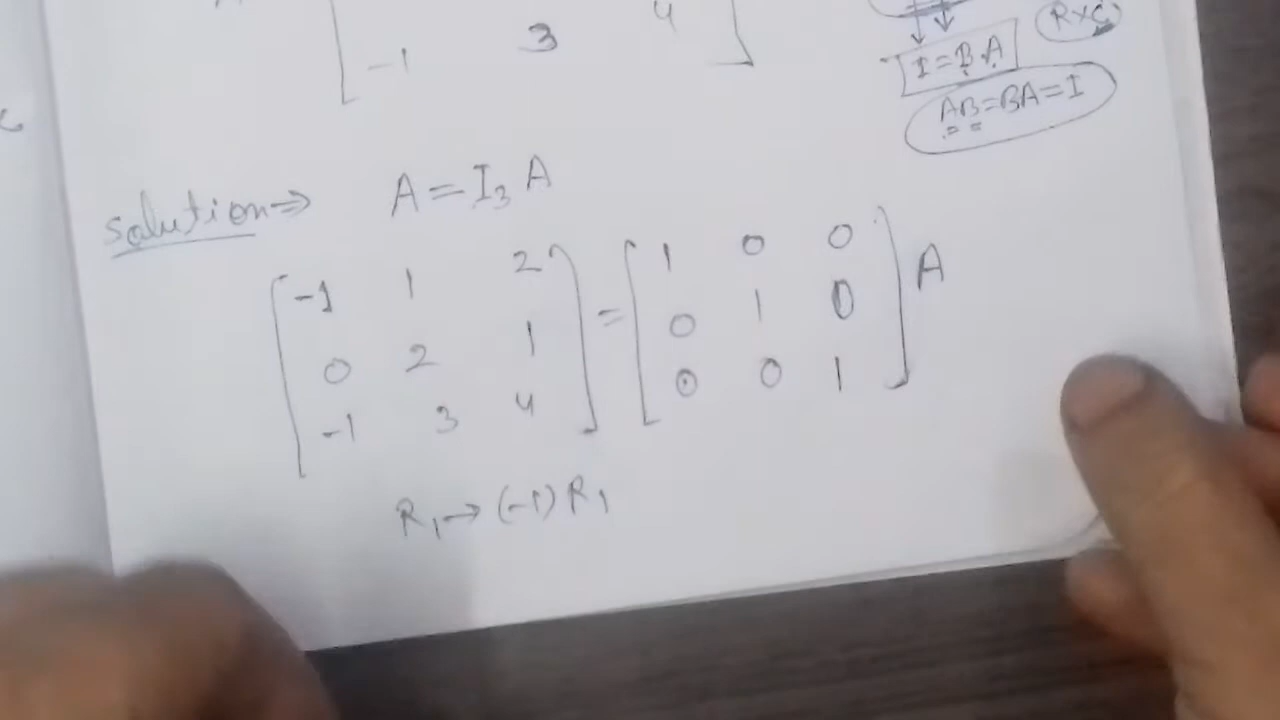 4
-1 3
R×C
I=B.A
AB=BA=I
Solution⇒ A=I₃ A
[-1 1 2] = [1 0 0] A
[0 2 1] [0 1 0]
[-1 3 4] [0 0 1]
R₁→(-1) R₁